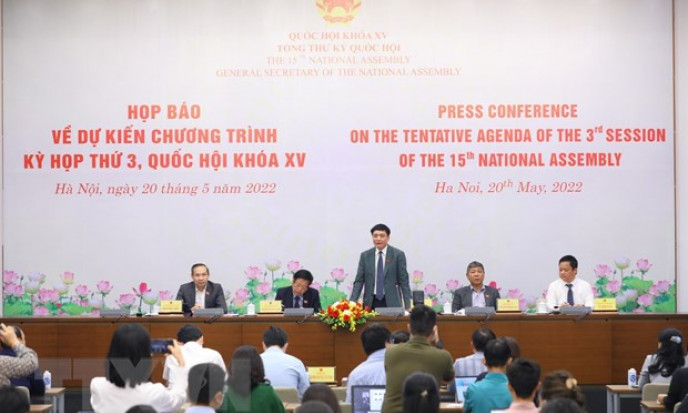 QUỐC HỘI KHÓA XV
TỔNG THƯ KÝ QUỐC HỘI
THE 15TH NATIONAL ASSEMBLY
GENERAL SECRETARY OF THE NATIONAL ASSEMBLY
HỌP BÁO
VỀ DỰ KIẾN CHƯƠNG TRÌNH
KỲ HỌP THỨ 3, QUỐC HỘI KHÓA XV
Hà Nội, ngày 20 tháng 5 năm 2022
PRESS CONFERENCE
ON THE TENTATIVE AGENDA OF THE 3rd SESSION
OF THE 15th NATIONAL ASSEMBLY
Ha Noi, 20th May, 2022